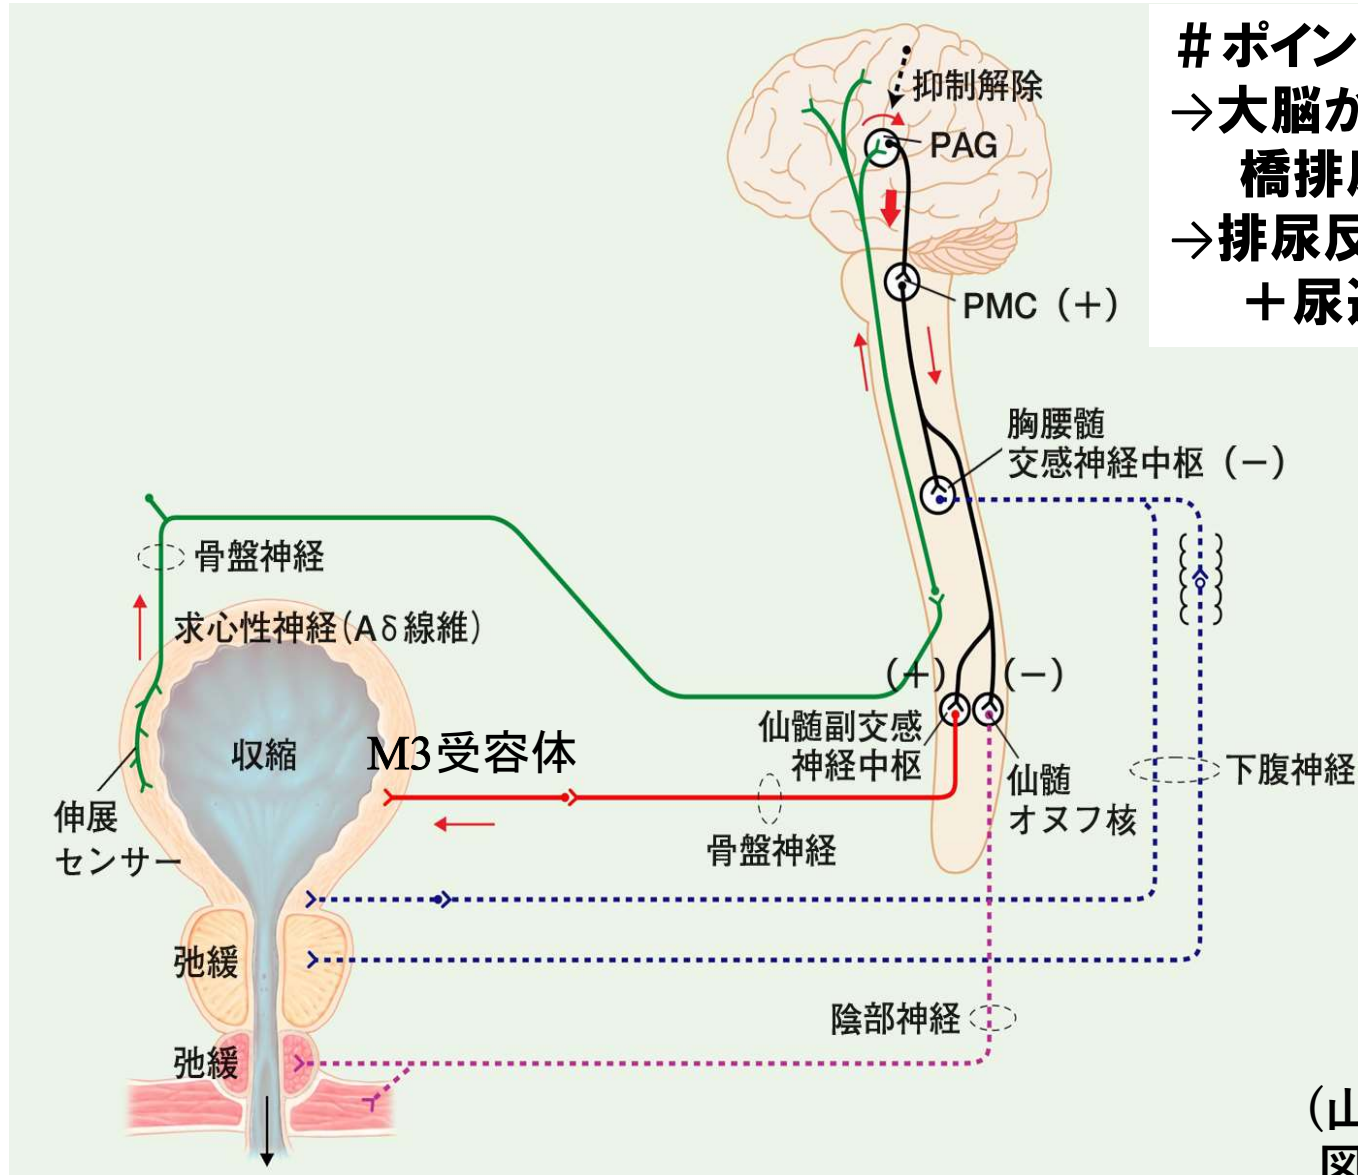 #ポイン
→大脳か
橋排
→排尿反
+尿
抑制解除
PAG
PMC(+)
胸腰髄
交感神経中枢(-)
骨盤神経
求心性神経(Aδ線維)
(+)
(-)
仙髄副交感
神経中枢
収縮
M3受容体
伸展
センサー
仙髄
オヌフ核
下腹神経
骨盤神経
弛緩
陰部神経
弛緩
(山
図